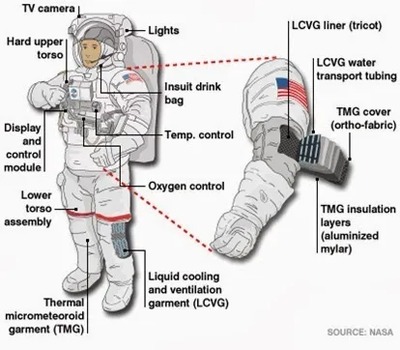 TV camera
Lights
Hard upper
torso
Insuit drink
bag
Display
and
control
module
Temp. control
Oxygen control
Lower
torso
assembly
Liquid cooling
and ventilation
garment (LCVG)
Thermal
micrometeoroid
garment (TMG)
LCVG liner (tricot)
LCVG water
transport tubing
TMG cover
(ortho-fabric)
TMG insulation
layers
(aluminized
mylar)
SOURCE: NASA